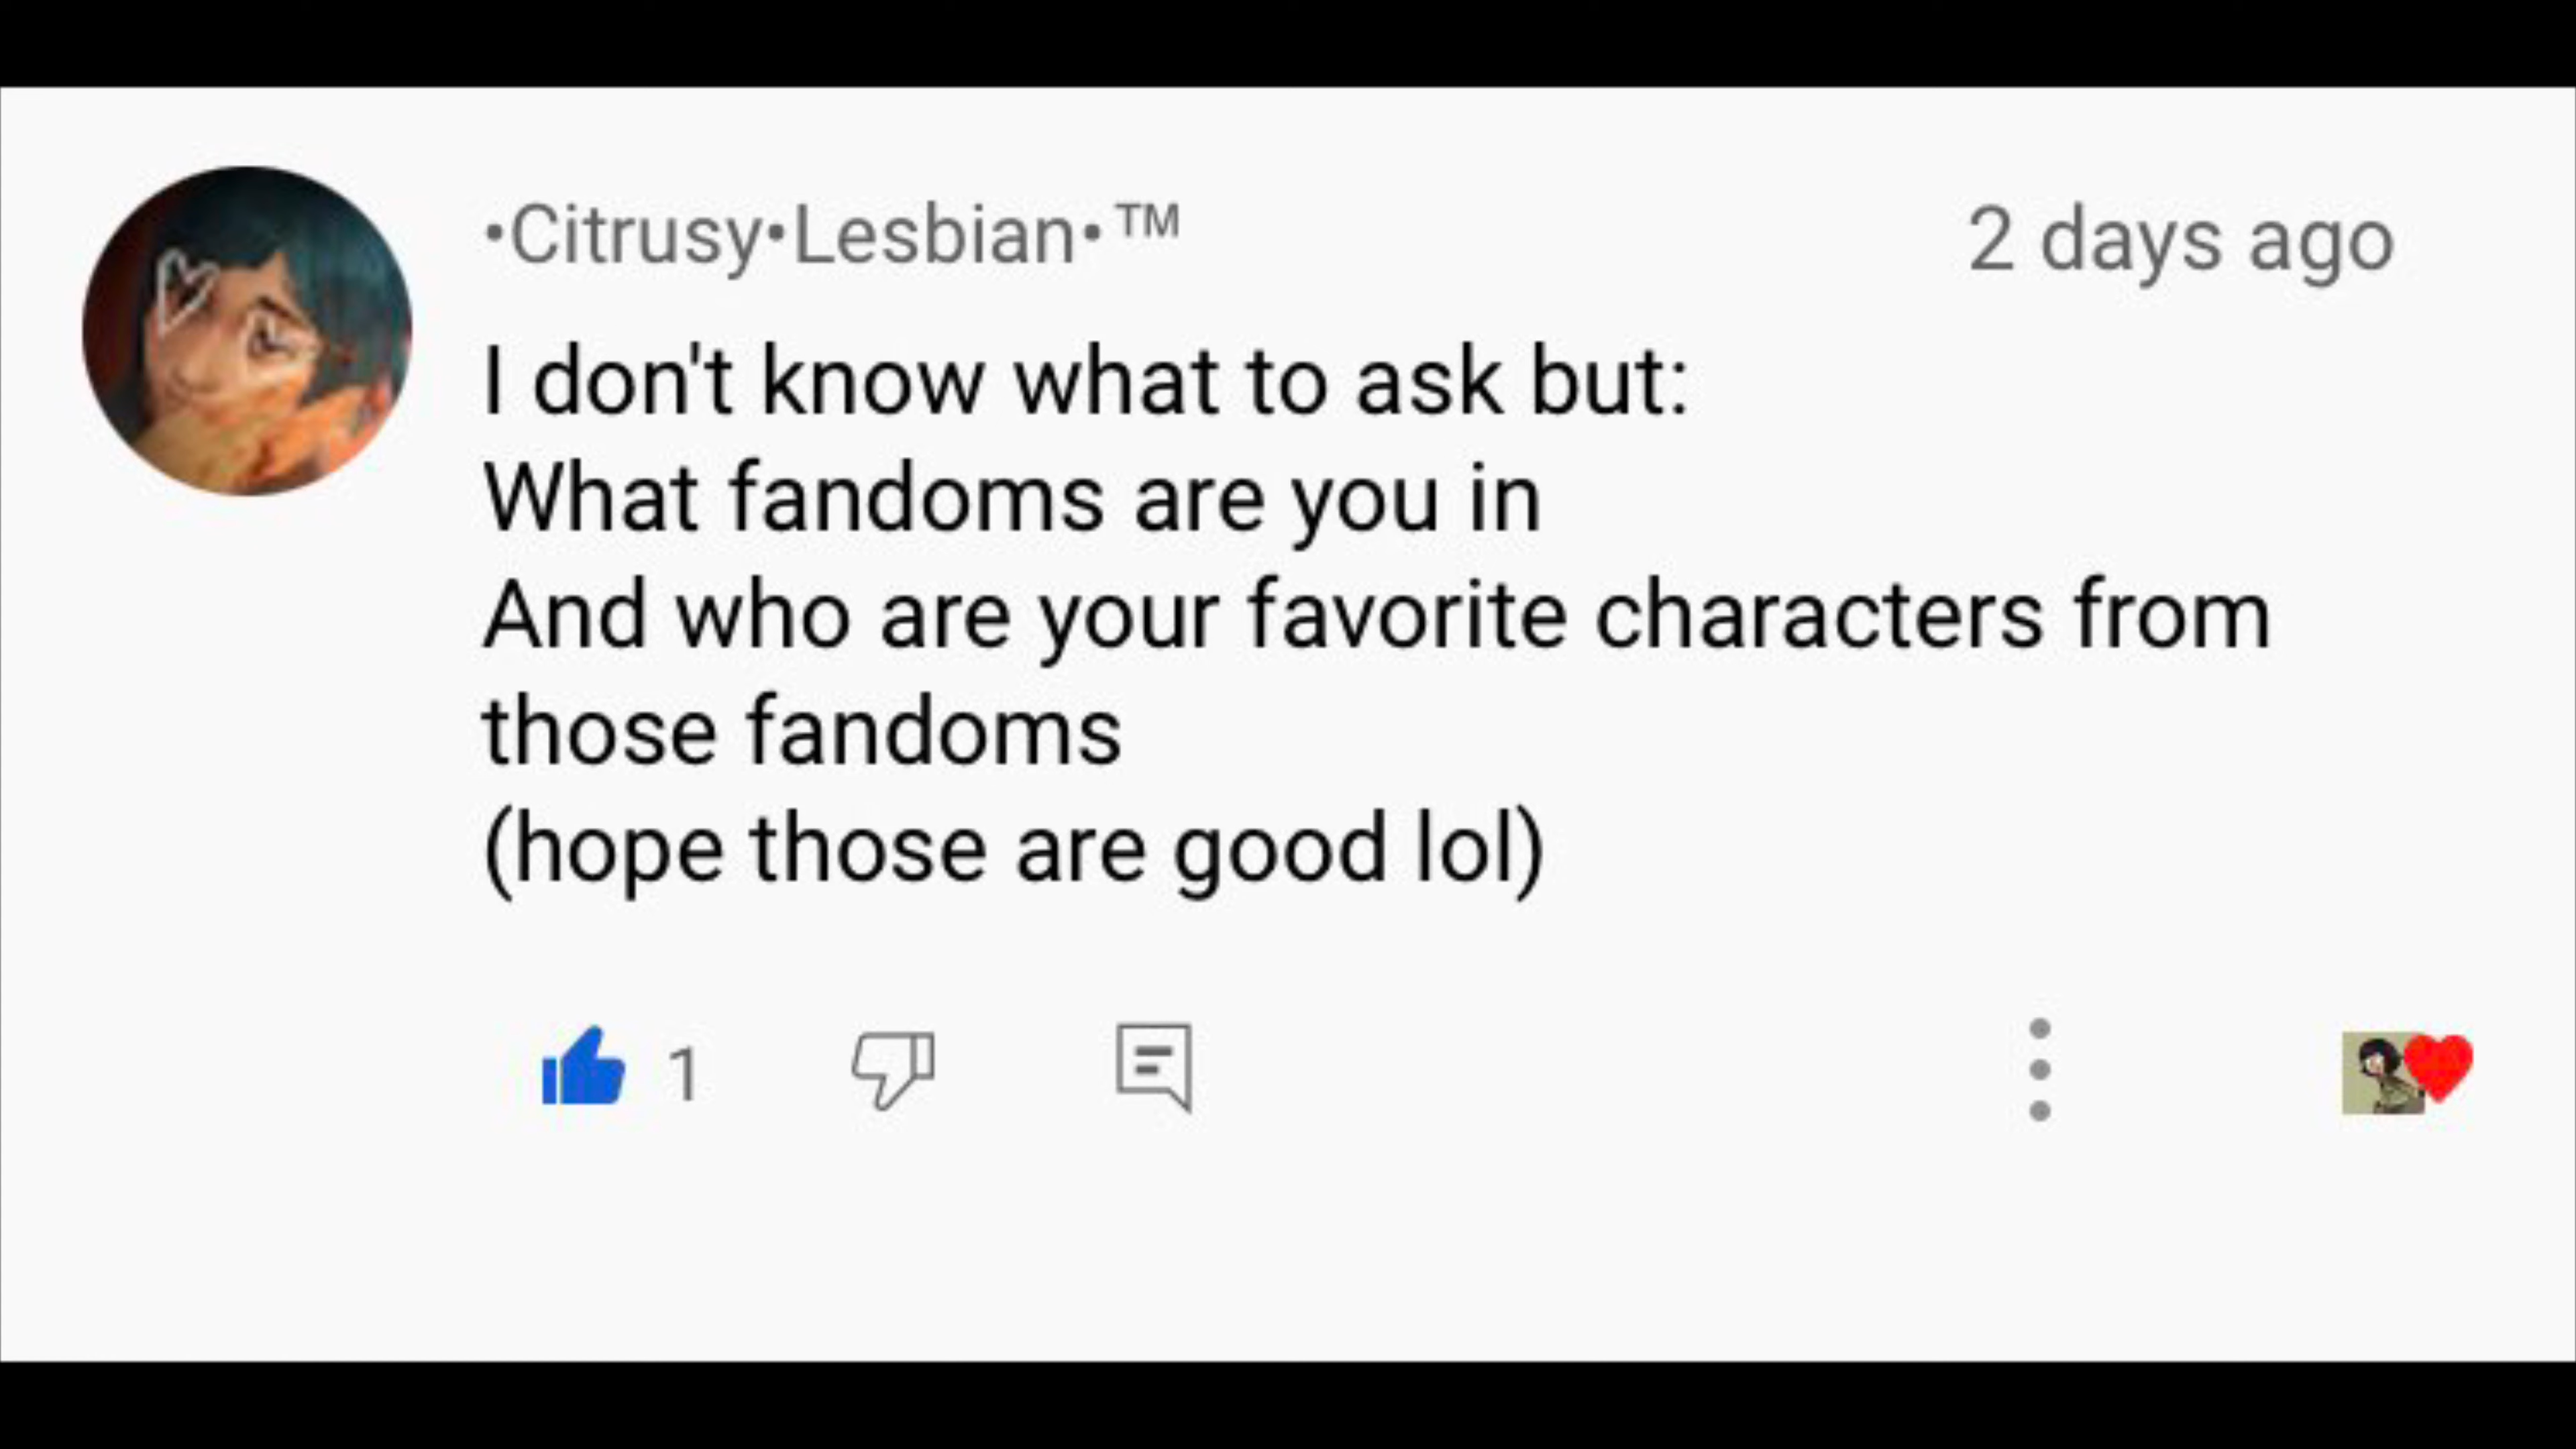 •Citrusy•Lesbian•™
2 days ago
I don't know what to ask but:
What fandoms are you in
And who are your favorite characters from
those fandoms
(hope those are good lol)
1